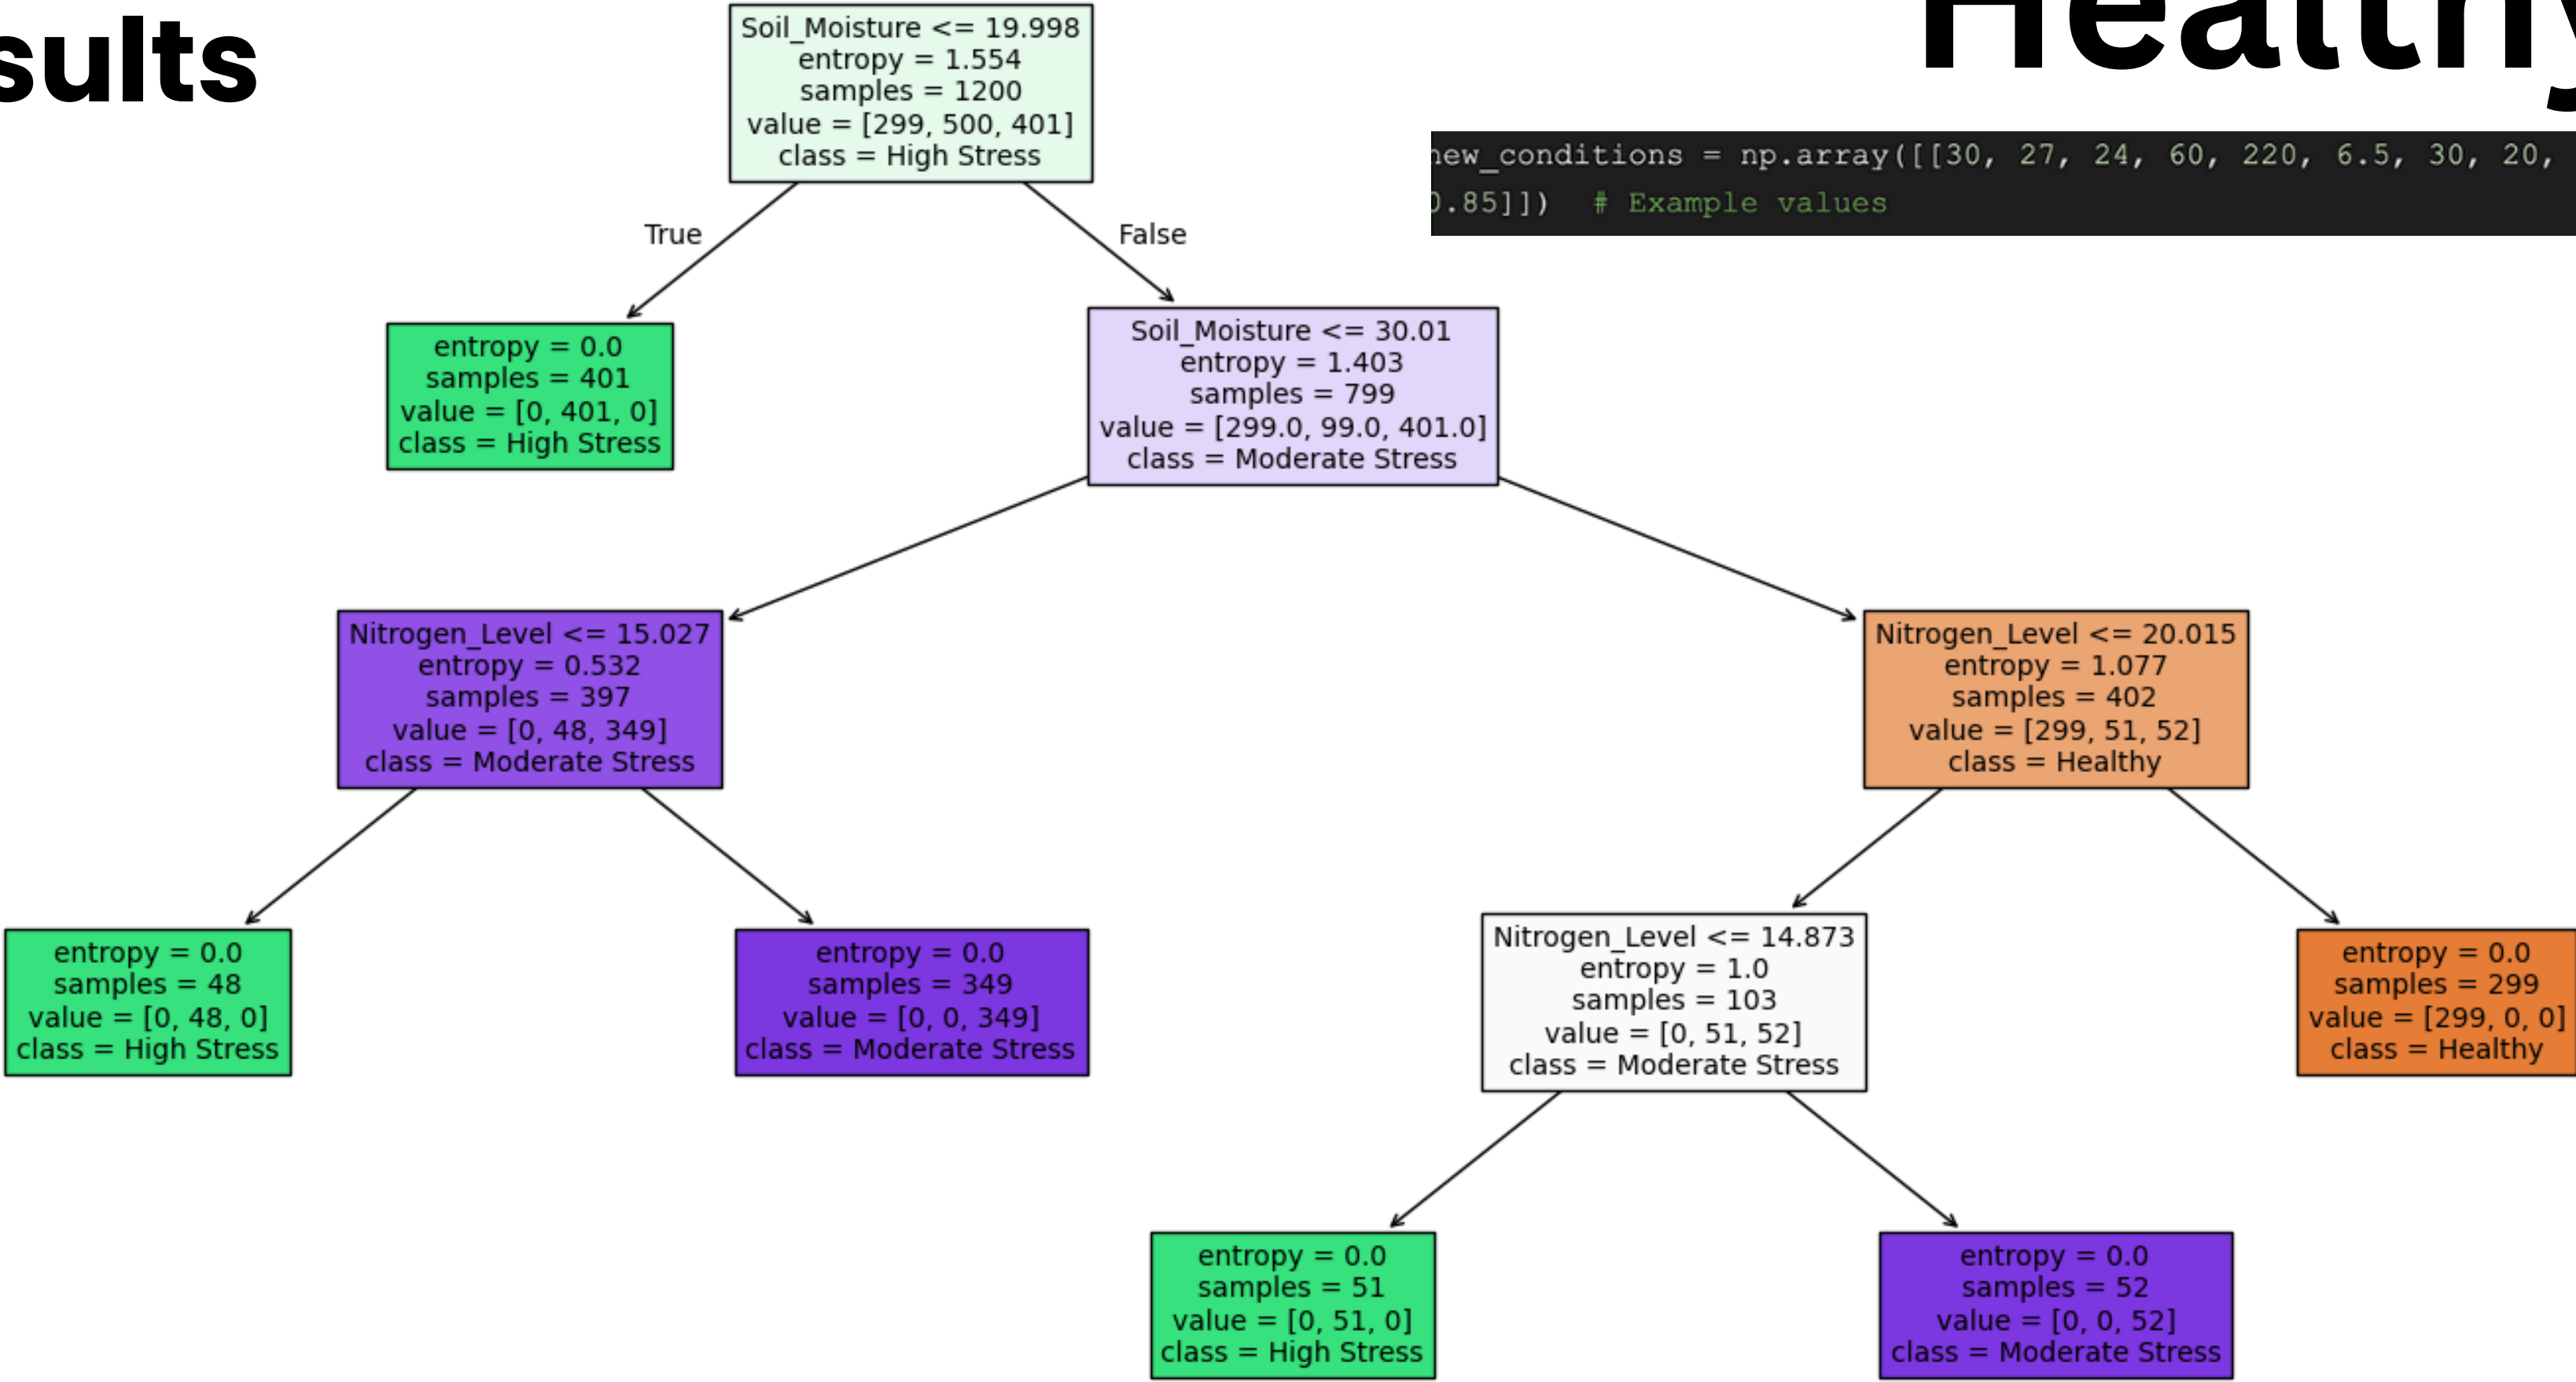 sults
Healthy
Soil_Moisture <= 19.998
entropy = 1.554
samples = 1200
value = [299, 500, 401]
class = High Stress
new_conditions = np.array([[30, 27, 24, 60, 220, 6.5, 30, 20,
0.85]])  # Example values
True
False
entropy = 0.0
samples = 401
value = [0, 401, 0]
class = High Stress
Soil_Moisture <= 30.01
entropy = 1.403
samples = 799
value = [299.0, 99.0, 401.0]
class = Moderate Stress
Nitrogen_Level <= 15.027
entropy = 0.532
samples = 397
value = [0, 48, 349]
class = Moderate Stress
Nitrogen_Level <= 20.015
entropy = 1.077
samples = 402
value = [299, 51, 52]
class = Healthy
entropy = 0.0
samples = 48
value = [0, 48, 0]
class = High Stress
entropy = 0.0
samples = 349
value = [0, 0, 349]
class = Moderate Stress
Nitrogen_Level <= 14.873
entropy = 1.0
samples = 103
value = [0, 51, 52]
class = Moderate Stress
entropy = 0.0
samples = 299
value = [299, 0, 0]
class = Healthy
entropy = 0.0
samples = 51
value = [0, 51, 0]
class = High Stress
entropy = 0.0
samples = 52
value = [0, 0, 52]
class = Moderate Stress